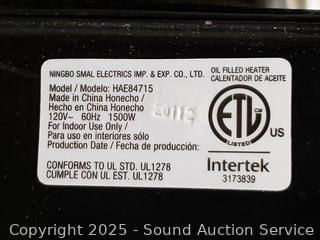 NINGBO SMAL ELECTRICS IMP. & EXP. CO., LTD.
OIL FILLED HEATER
CALENTADOR DE ACEITE
Model / Modelo: HAE84715
Made in China Honecho /
Hecho en China Honecho
120V~ 60Hz 1500W
For Indoor Use Only /
Para uso en interiores sólo
Production Date / Fecha de producción:
CONFORMS TO UL STD. UL1278
CUMPLE CON EL UL EST. UL1278
ETL
CM
LISTED
US
Intertek
3173839
Copyright 2025 - Sound Auction Service